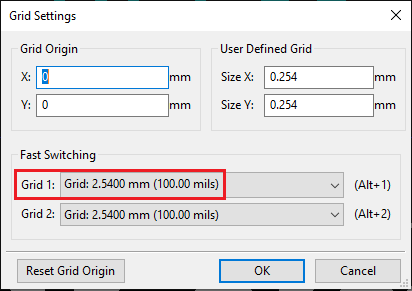 Grid Settings
Grid Origin
X: 0 mm
Y: 0 mm
User Defined Grid
Size X: 0.254 mm
Size Y: 0.254 mm
Fast Switching
Grid 1: Grid: 2.5400 mm (100.00 mils) (Alt+1)
Grid 2: Grid: 2.5400 mm (100.00 mils) (Alt+2)
Reset Grid Origin OK Cancel